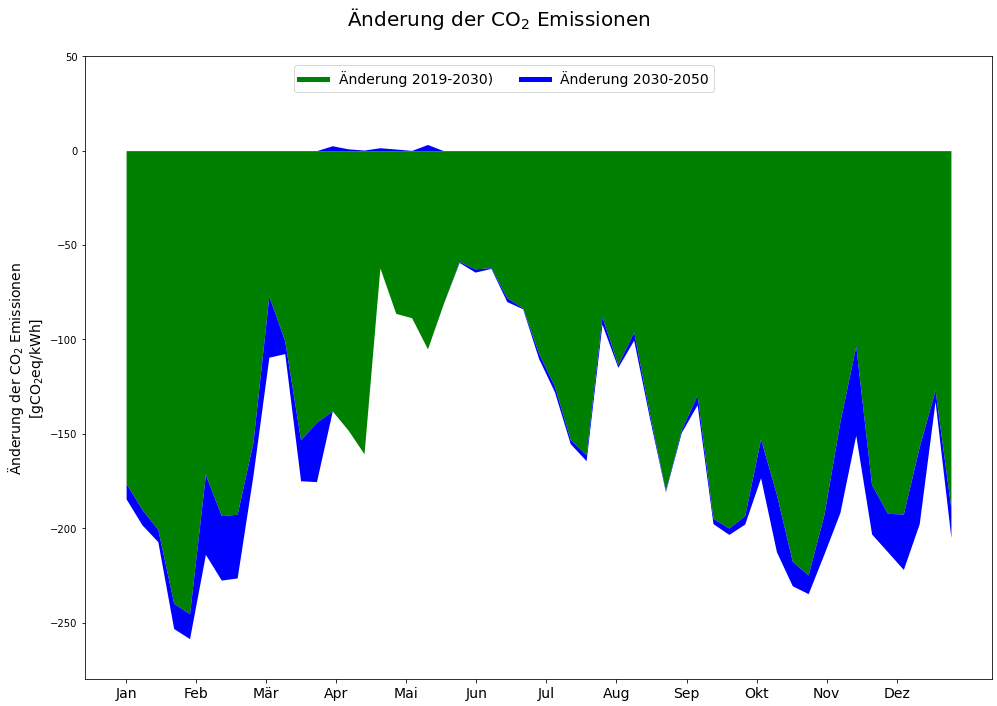 Änderung der CO₂ Emissionen
Änderung 2019-2030)
Änderung 2030-2050
50
0
−50
−100
−150
−200
−250
Änderung der CO₂ Emissionen
[gCO₂eq/kWh]
Jan Feb Mär Apr Mai Jun Jul Aug Sep Okt Nov Dez